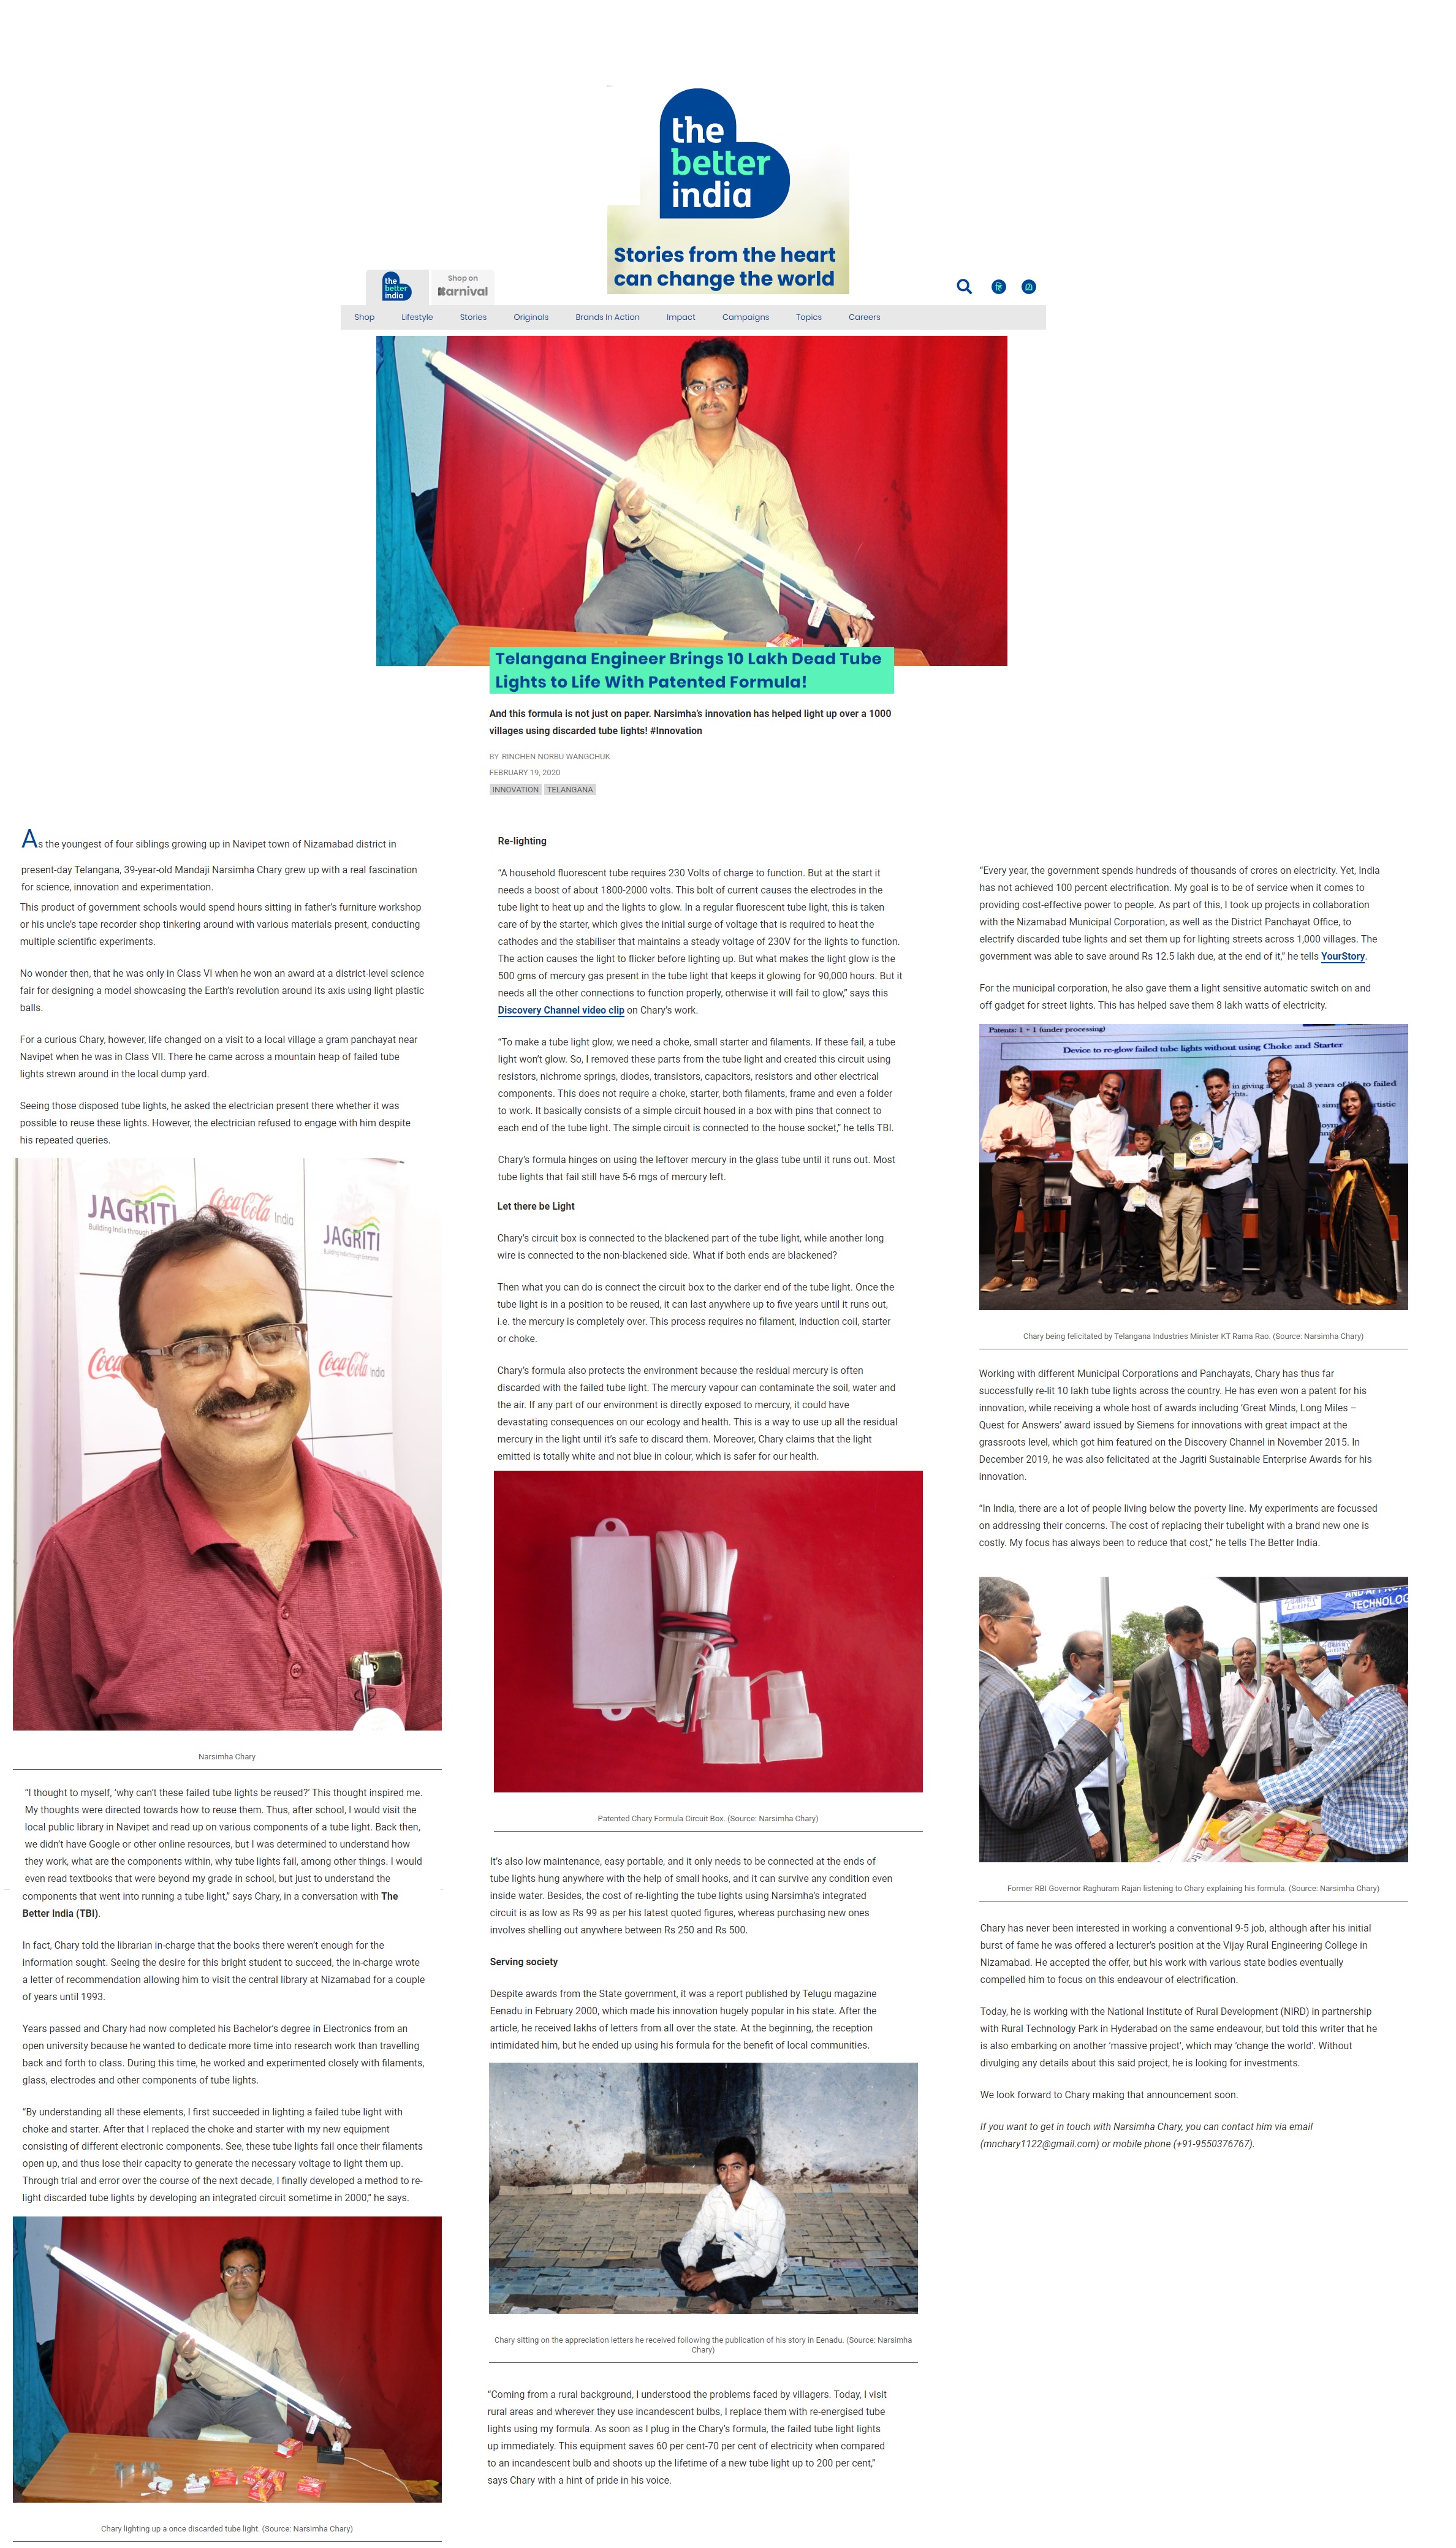 the
better
india
Stories from the heart
can change the world
the
better
india
Shop on
Karnival
हि
Shop Lifestyle Stories Originals Brands In Action Impact Campaigns Topics Careers
Telangana Engineer Brings 10 Lakh Dead Tube
Lights to Life With Patented Formula!
And this formula is not just on paper. Narsimha's innovation has helped light up over a 1000
villages using discarded tube lights! #Innovation
BY RINCHEN NORBU WANGCHUK
FEBRUARY 19, 2020
INNOVATION TELANGANA
As the youngest of four siblings growing up in Navipet town of Nizamabad district in
present-day Telangana, 39-year-old Mandaji Narsimha Chary grew up with a real fascination
for science, innovation and experimentation.
This product of government schools would spend hours sitting in father's furniture workshop
or his uncle's tape recorder shop tinkering around with various materials present, conducting
multiple scientific experiments.
No wonder then, that he was only in Class VI when he won an award at a district-level science
fair for designing a model showcasing the Earth's revolution around its axis using light plastic
balls.
For a curious Chary, however, life changed on a visit to a local village a gram panchayat near
Navipet when he was in Class VII. There he came across a mountain heap of failed tube
lights strewn around in the local dump yard.
Seeing those disposed tube lights, he asked the electrician present there whether it was
possible to reuse these lights. However, the electrician refused to engage with him despite
his repeated queries.
JAGRITI
Building India through
Coca-Cola India
JAGRITI
Building India through Enterprise
Coca
Coca-Cola India
Narsimha Chary
“I thought to myself, ‘why can't these failed tube lights be reused?’ This thought inspired me.
My thoughts were directed towards how to reuse them. Thus, after school, I would visit the
local public library in Navipet and read up on various components of a tube light. Back then,
we didn't have Google or other online resources, but I was determined to understand how
they work, what are the components within, why tube lights fail, among other things. I would
even read textbooks that were beyond my grade in school, but just to understand the
components that went into running a tube light,” says Chary, in a conversation with The
Better India (TBI).
In fact, Chary told the librarian in-charge that the books there weren't enough for the
information sought. Seeing the desire for this bright student to succeed, the in-charge wrote
a letter of recommendation allowing him to visit the central library at Nizamabad for a couple
of years until 1993.
Years passed and Chary had now completed his Bachelor's degree in Electronics from an
open university because he wanted to dedicate more time into research work than travelling
back and forth to class. During this time, he worked and experimented closely with filaments,
glass, electrodes and other components of tube lights.
“By understanding all these elements, I first succeeded in lighting a failed tube light with
choke and starter. After that I replaced the choke and starter with my new equipment
consisting of different electronic components. See, these tube lights fail once their filaments
open up, and thus lose their capacity to generate the necessary voltage to light them up.
Through trial and error over the course of the next decade, I finally developed a method to re-
light discarded tube lights by developing an integrated circuit sometime in 2000,” he says.
Chary lighting up a once discarded tube light. (Source: Narsimha Chary)
Re-lighting
“A household fluorescent tube requires 230 Volts of charge to function. But at the start it
needs a boost of about 1800-2000 volts. This bolt of current causes the electrodes in the
tube light to heat up and the lights to glow. In a regular fluorescent tube light, this is taken
care of by the starter, which gives the initial surge of voltage that is required to heat the
cathodes and the stabiliser that maintains a steady voltage of 230V for the lights to function.
The action causes the light to flicker before lighting up. But what makes the light glow is the
500 gms of mercury gas present in the tube light that keeps it glowing for 90,000 hours. But it
needs all the other connections to function properly, otherwise it will fail to glow,” says this
Discovery Channel video clip on Chary's work.
“To make a tube light glow, we need a choke, small starter and filaments. If these fail, a tube
light won't glow. So, I removed these parts from the tube light and created this circuit using
resistors, nichrome springs, diodes, transistors, capacitors, resistors and other electrical
components. This does not require a choke, starter, both filaments, frame and even a folder
to work. It basically consists of a simple circuit housed in a box with pins that connect to
each end of the tube light. The simple circuit is connected to the house socket,” he tells TBI.
Chary's formula hinges on using the leftover mercury in the glass tube until it runs out. Most
tube lights that fail still have 5-6 mgs of mercury left.
Let there be Light
Chary's circuit box is connected to the blackened part of the tube light, while another long
wire is connected to the non-blackened side. What if both ends are blackened?
Then what you can do is connect the circuit box to the darker end of the tube light. Once the
tube light is in a position to be reused, it can last anywhere up to five years until it runs out,
i.e. the mercury is completely over. This process requires no filament, induction coil, starter
or choke.
Chary's formula also protects the environment because the residual mercury is often
discarded with the failed tube light. The mercury vapour can contaminate the soil, water and
the air. If any part of our environment is directly exposed to mercury, it could have
devastating consequences on our ecology and health. This is a way to use up all the residual
mercury in the light until it's safe to discard them. Moreover, Chary claims that the light
emitted is totally white and not blue in colour, which is safer for our health.
Patented Chary Formula Circuit Box. (Source: Narsimha Chary)
It's also low maintenance, easy portable, and it only needs to be connected at the ends of
tube lights hung anywhere with the help of small hooks, and it can survive any condition even
inside water. Besides, the cost of re-lighting the tube lights using Narsimha's integrated
circuit is as low as Rs 99 as per his latest quoted figures, whereas purchasing new ones
involves shelling out anywhere between Rs 250 and Rs 500.
Serving society
Despite awards from the State government, it was a report published by Telugu magazine
Eenadu in February 2000, which made his innovation hugely popular in his state. After the
article, he received lakhs of letters from all over the state. At the beginning, the reception
intimidated him, but he ended up using his formula for the benefit of local communities.
Chary sitting on the appreciation letters he received following the publication of his story in Eenadu. (Source: Narsimha
Chary)
“Coming from a rural background, I understood the problems faced by villagers. Today, I visit
rural areas and wherever they use incandescent bulbs, I replace them with re-energised tube
lights using my formula. As soon as I plug in the Chary's formula, the failed tube light lights
up immediately. This equipment saves 60 per cent-70 per cent of electricity when compared
to an incandescent bulb and shoots up the lifetime of a new tube light up to 200 per cent,”
says Chary with a hint of pride in his voice.
“Every year, the government spends hundreds of thousands of crores on electricity. Yet, India
has not achieved 100 percent electrification. My goal is to be of service when it comes to
providing cost-effective power to people. As part of this, I took up projects in collaboration
with the Nizamabad Municipal Corporation, as well as the District Panchayat Office, to
electrify discarded tube lights and set them up for lighting streets across 1,000 villages. The
government was able to save around Rs 12.5 lakh due, at the end of it,” he tells YourStory.
For the municipal corporation, he also gave them a light sensitive automatic switch on and
off gadget for street lights. This has helped save them 8 lakh watts of electricity.
Patents: 1 + 1 (under processing)
Device to re-glow failed tube lights without using Choke and Starter
in giving
nal 3 years of
to failed
Chary being felicitated by Telangana Industries Minister KT Rama Rao. (Source: Narsimha Chary)
Working with different Municipal Corporations and Panchayats, Chary has thus far
successfully re-lit 10 lakh tube lights across the country. He has even won a patent for his
innovation, while receiving a whole host of awards including ‘Great Minds, Long Miles –
Quest for Answers’ award issued by Siemens for innovations with great impact at the
grassroots level, which got him featured on the Discovery Channel in November 2015. In
December 2019, he was also felicitated at the Jagriti Sustainable Enterprise Awards for his
innovation.
“In India, there are a lot of people living below the poverty line. My experiments are focussed
on addressing their concerns. The cost of replacing their tubelight with a brand new one is
costly. My focus has always been to reduce that cost,” he tells The Better India.
TECHNOLOG
Former RBI Governor Raghuram Rajan listening to Chary explaining his formula. (Source: Narsimha Chary)
Chary has never been interested in working a conventional 9-5 job, although after his initial
burst of fame he was offered a lecturer's position at the Vijay Rural Engineering College in
Nizamabad. He accepted the offer, but his work with various state bodies eventually
compelled him to focus on this endeavour of electrification.
Today, he is working with the National Institute of Rural Development (NIRD) in partnership
with Rural Technology Park in Hyderabad on the same endeavour, but told this writer that he
is also embarking on another ‘massive project’, which may ‘change the world’. Without
divulging any details about this said project, he is looking for investments.
We look forward to Chary making that announcement soon.
If you want to get in touch with Narsimha Chary, you can contact him via email
(mnchary1122@gmail.com) or mobile phone (+91-9550376767).